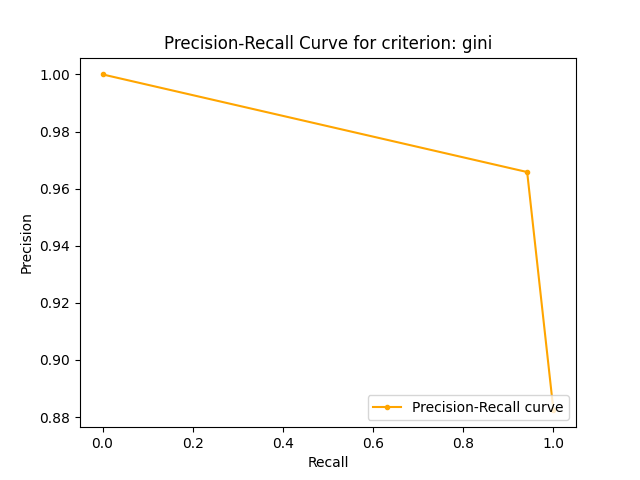 Precision-Recall Curve for criterion: gini
1.00
0.98
0.96
0.94
0.92
0.90
0.88
Precision
Precision-Recall curve
0.0 0.2 0.4 0.6 0.8 1.0
Recall